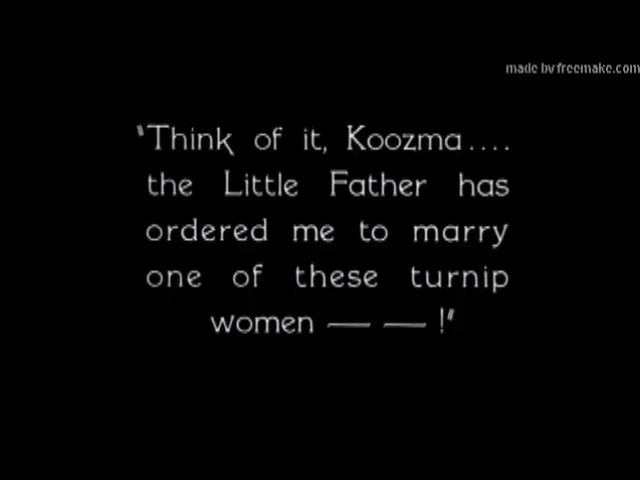 made by freemake.com
"Think of it, Koozma....
the Little Father has
ordered me to marry
one of these turnip
women — — !"